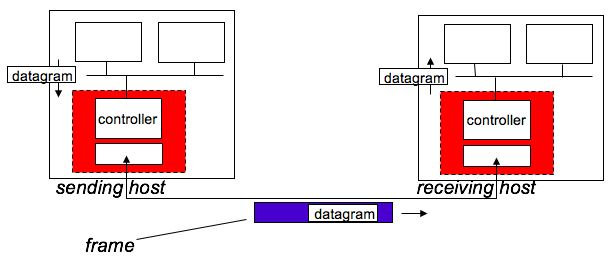 datagram
controller
sending host
datagram
controller
receiving host
datagram
frame